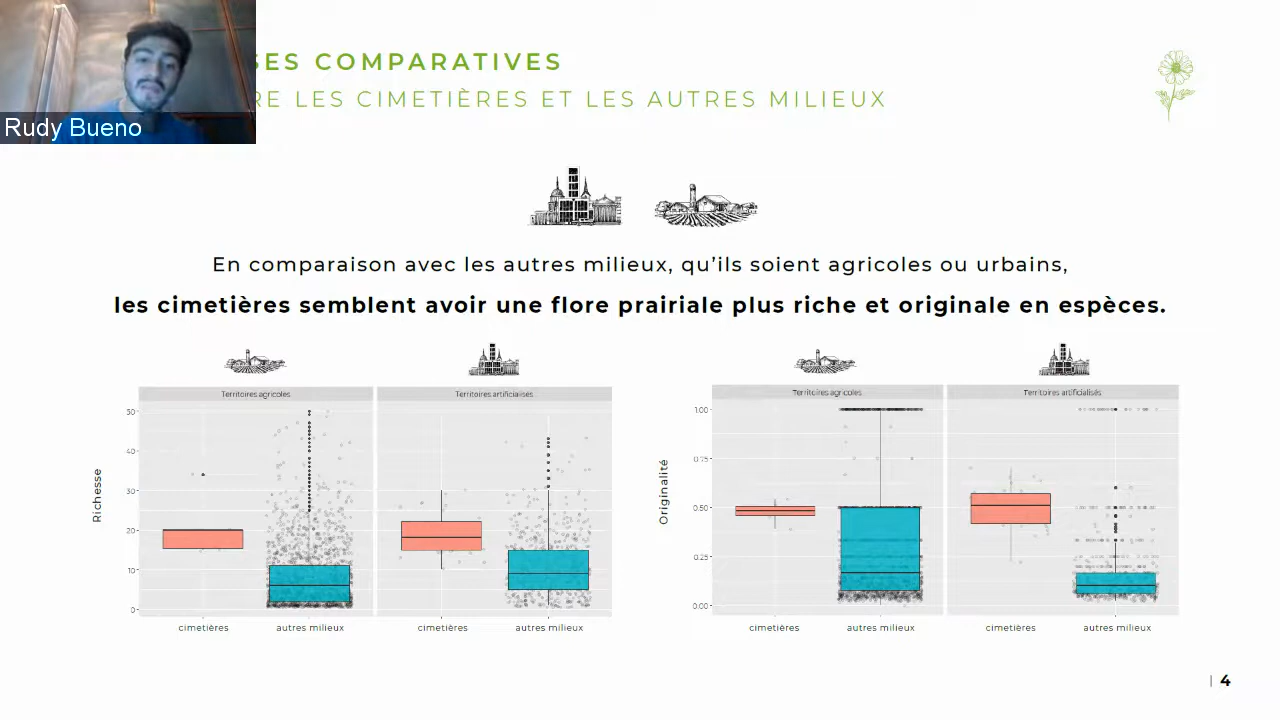 Rudy Bueno
SES COMPARATIVES
RE LES CIMETIÈRES ET LES AUTRES MILIEUX
En comparaison avec les autres milieux, qu’ils soient agricoles ou urbains,
les cimetières semblent avoir une flore prairiale plus riche et originale en espèces.
Territoires agricoles
Territoires artificialisés
Richesse
50
40
30
20
10
0
cimetières
autres milieux
cimetières
autres milieux
Territoires agricoles
Territoires artificialisés
Originalité
1.00
0.75
0.50
0.25
0.00
cimetières
autres milieux
cimetières
autres milieux
| 4